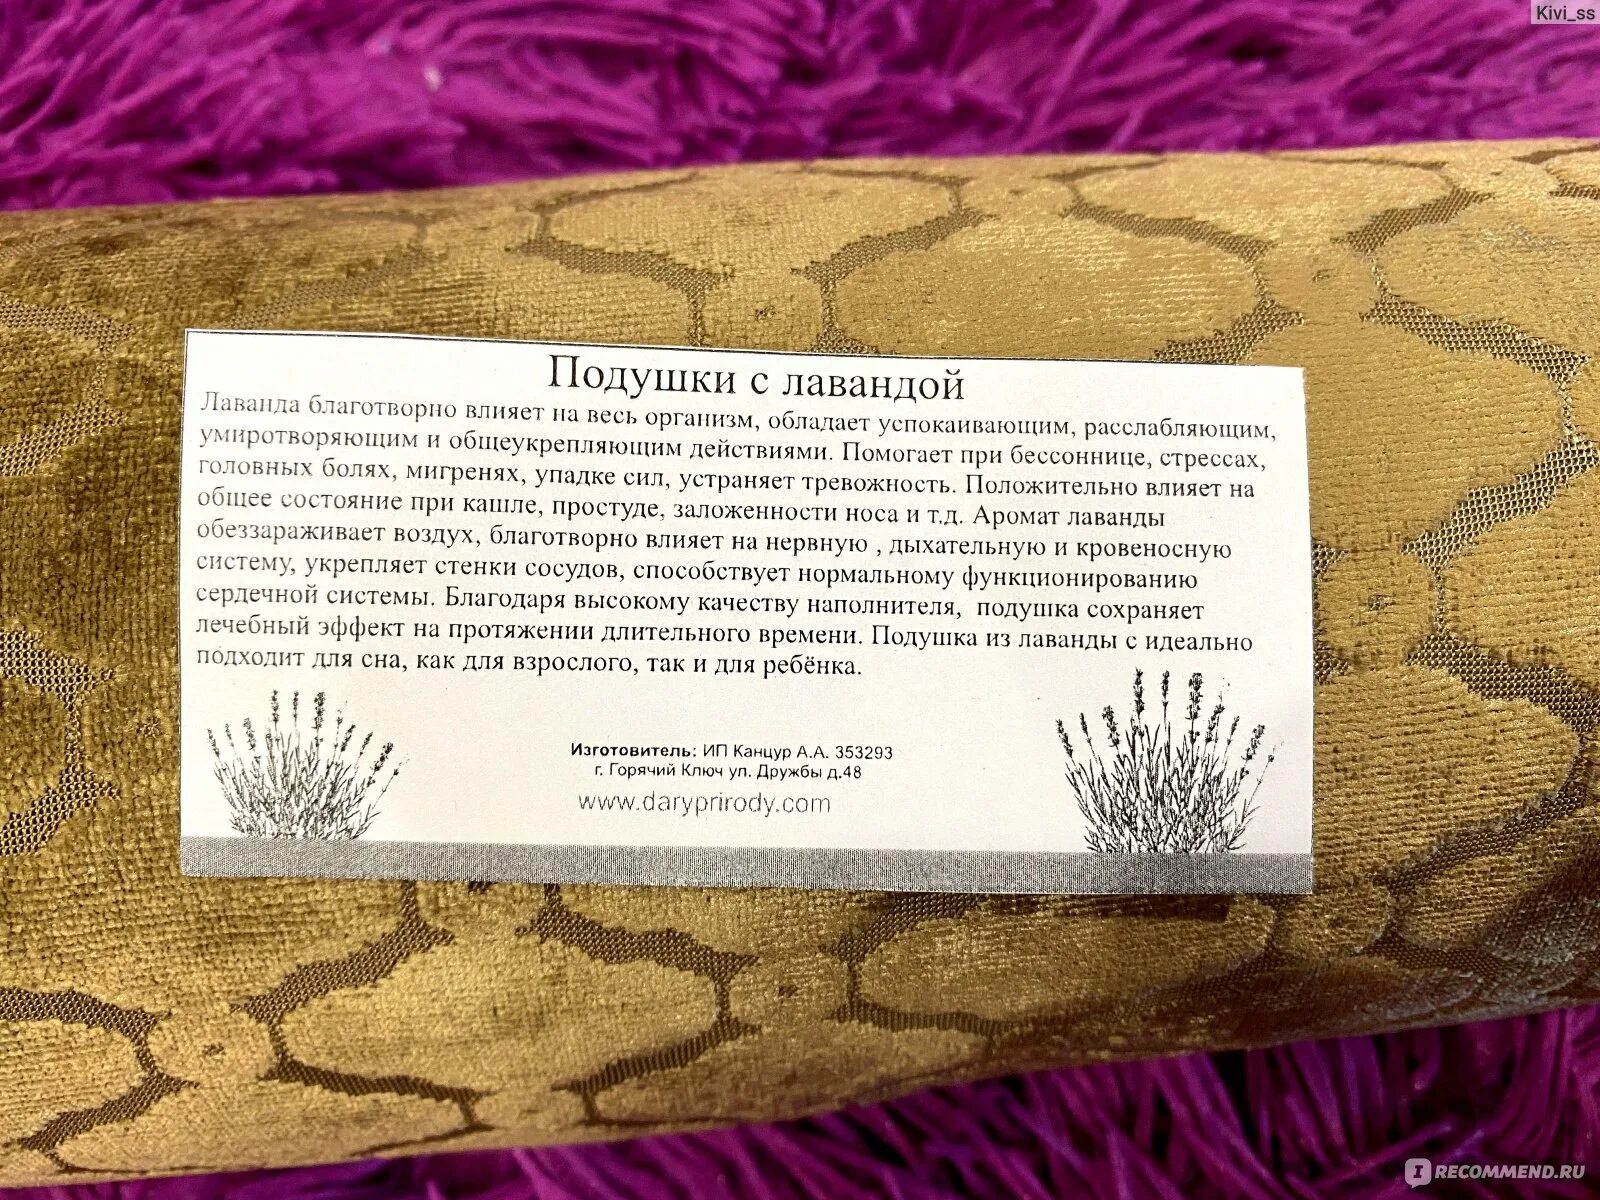 Kivi_ss
Подушки с лавандой
Лаванда благотворно влияет на весь организм, обладает успокаивающим, расслабляющим,
умиротворяющим и общеукрепляющим действиями. Помогает при бессоннице, стрессах,
головных болях, мигренях, упадке сил, устраняет тревожность. Положительно влияет на
общее состояние при кашле, простуде, заложенности носа и т.д. Аромат лаванды
обеззараживает воздух, благотворно влияет на нервную , дыхательную и кровеносную
систему, укрепляет стенки сосудов, способствует нормальному функционированию
сердечной системы. Благодаря высокому качеству наполнителя, подушка сохраняет
лечебный эффект на протяжении длительного времени. Подушка из лаванды с идеально
подходит для сна, как для взрослого, так и для ребёнка.
Изготовитель: ИП Канцур А.А. 353293
г. Горячий Ключ ул. Дружбы д.48
www.daryprirody.com
I RECOMMEND.RU